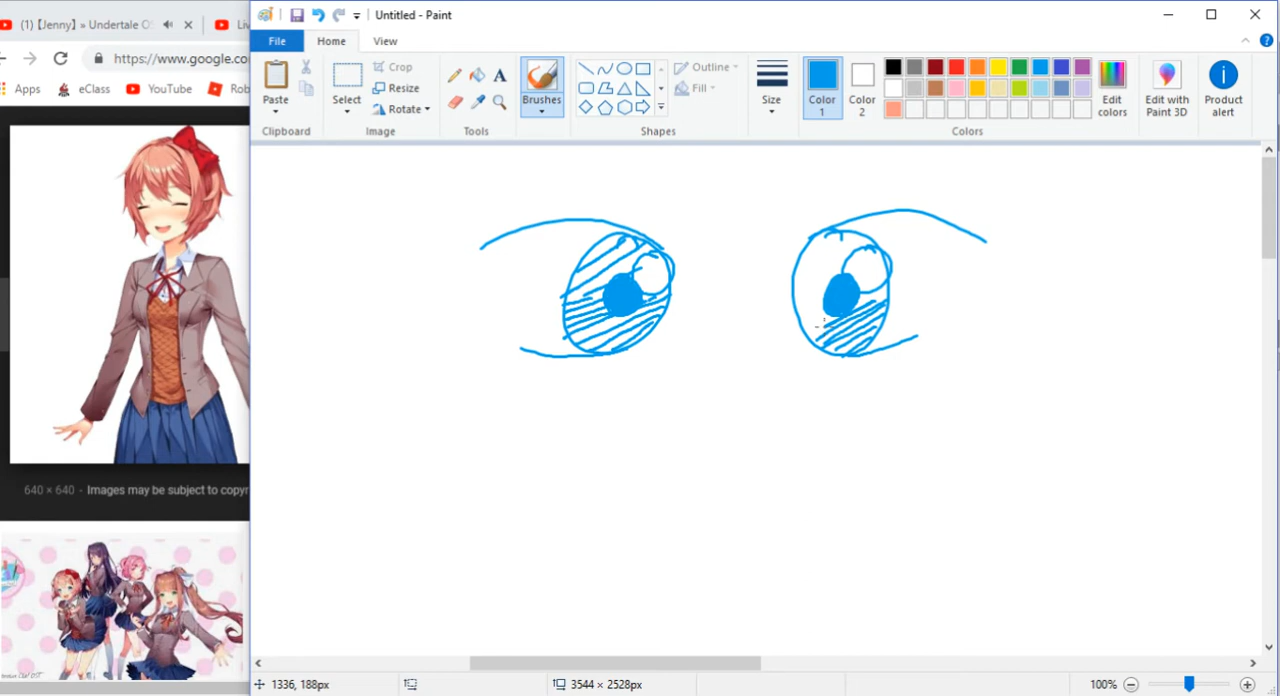 (1)【Jenny】 » Undertale O
Liv
https://www.google.co
Apps
eClass
YouTube
Rob
640 × 640 - Images may be subject to copyr
Untitled - Paint
File
Home
View
Paste
Clipboard
Select
Crop
Resize
Rotate
Image
A
Tools
Brushes
Outline
Fill
Shapes
Size
Color
1
Color
2
Colors
Edit
colors
Edit with
Paint 3D
Product
alert
1336, 188px
3544 × 2528px
100%